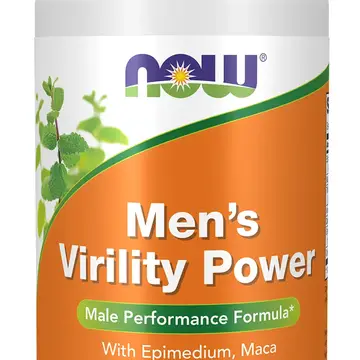 NOW
Men's
Virility Power
Male Performance Formula*
With Epimedium, Maca